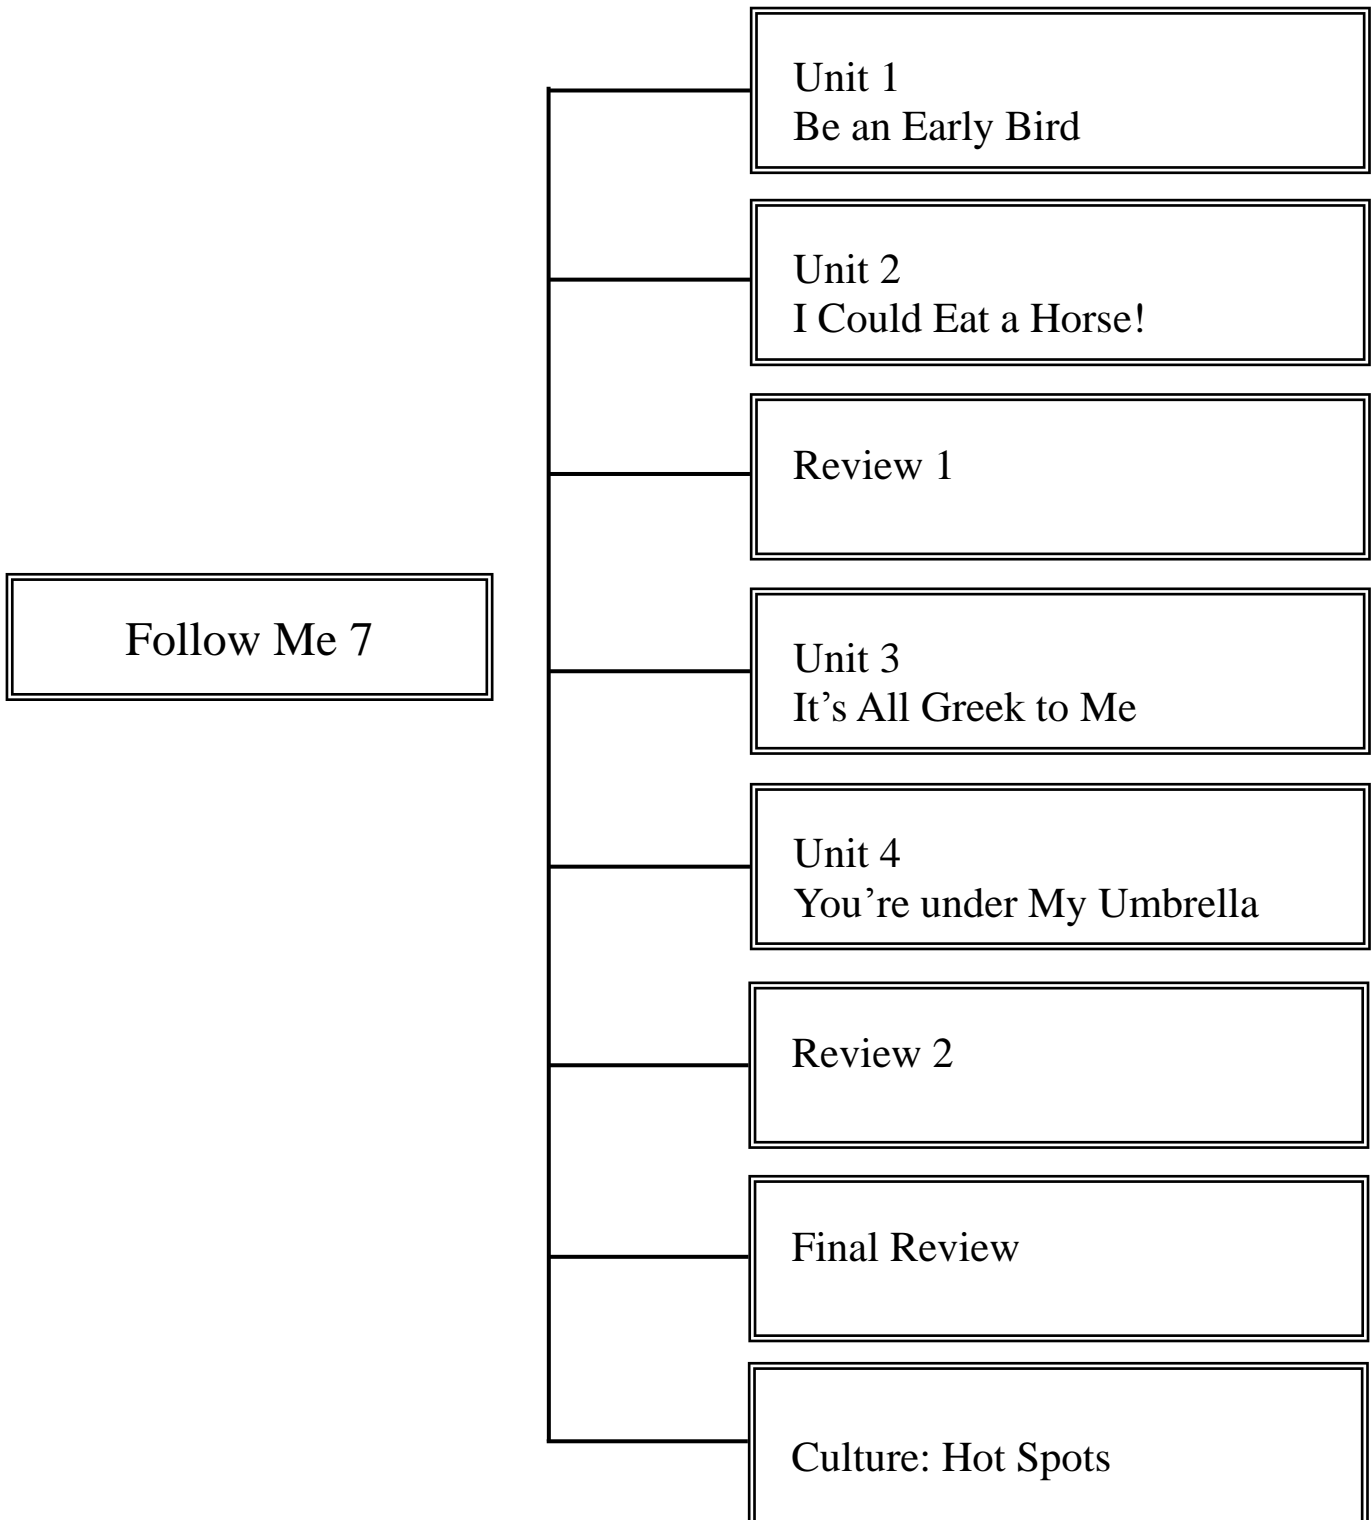 Unit 1
Be an Early Bird
Unit 2
I Could Eat a Horse!
Review 1
Follow Me 7
Unit 3
It’s All Greek to Me
Unit 4
You’re under My Umbrella
Review 2
Final Review
Culture: Hot Spots